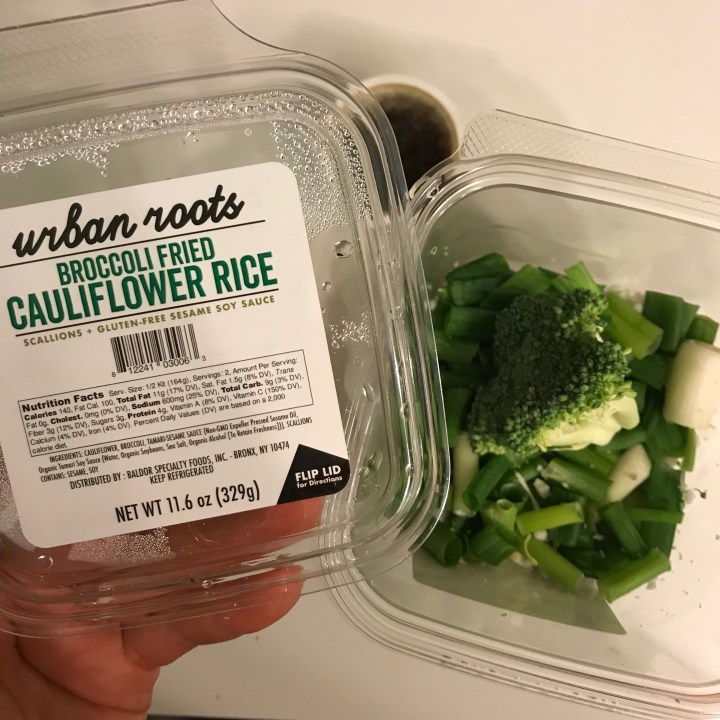 urban roots
BROCCOLI FRIED
CAULIFLOWER RICE
SCALLIONS + GLUTEN-FREE SESAME SOY SAUCE
8 12241 03006 3
Nutrition Facts Serv. Size: 1/2 Kit (164g), Servings: 2, Amount Per Serving:
Calories 140, Fat Cal. 100, Total Fat 11g (17% DV), Sat. Fat 1.5g (8% DV), Trans
Fat 0g, Cholest. 0mg (0% DV), Sodium 600mg (25% DV), Total Carb. 9g (3% DV),
Fiber 3g (12% DV), Sugars 3g, Protein 4g, Vitamin A (8% DV), Vitamin C (150% DV),
Calcium (4% DV), Iron (4% DV). Percent Daily Values (DV) are based on a 2,000
calorie diet.
INGREDIENTS: CAULIFLOWER, BROCCOLI, TAMARI-SESAME SAUCE [Non-GMO Expeller Pressed Sesame Oil,
Organic Tamari Soy Sauce (Water, Organic Soybeans, Sea Salt, Organic Alcohol [To Retain Freshness])], SCALLIONS
CONTAINS: SESAME, SOY
DISTRIBUTED BY: BALDOR SPECIALTY FOODS, INC. - BRONX, NY 10474
KEEP REFRIGERATED
NET WT 11.6 oz (329g)
FLIP LID
for Directions